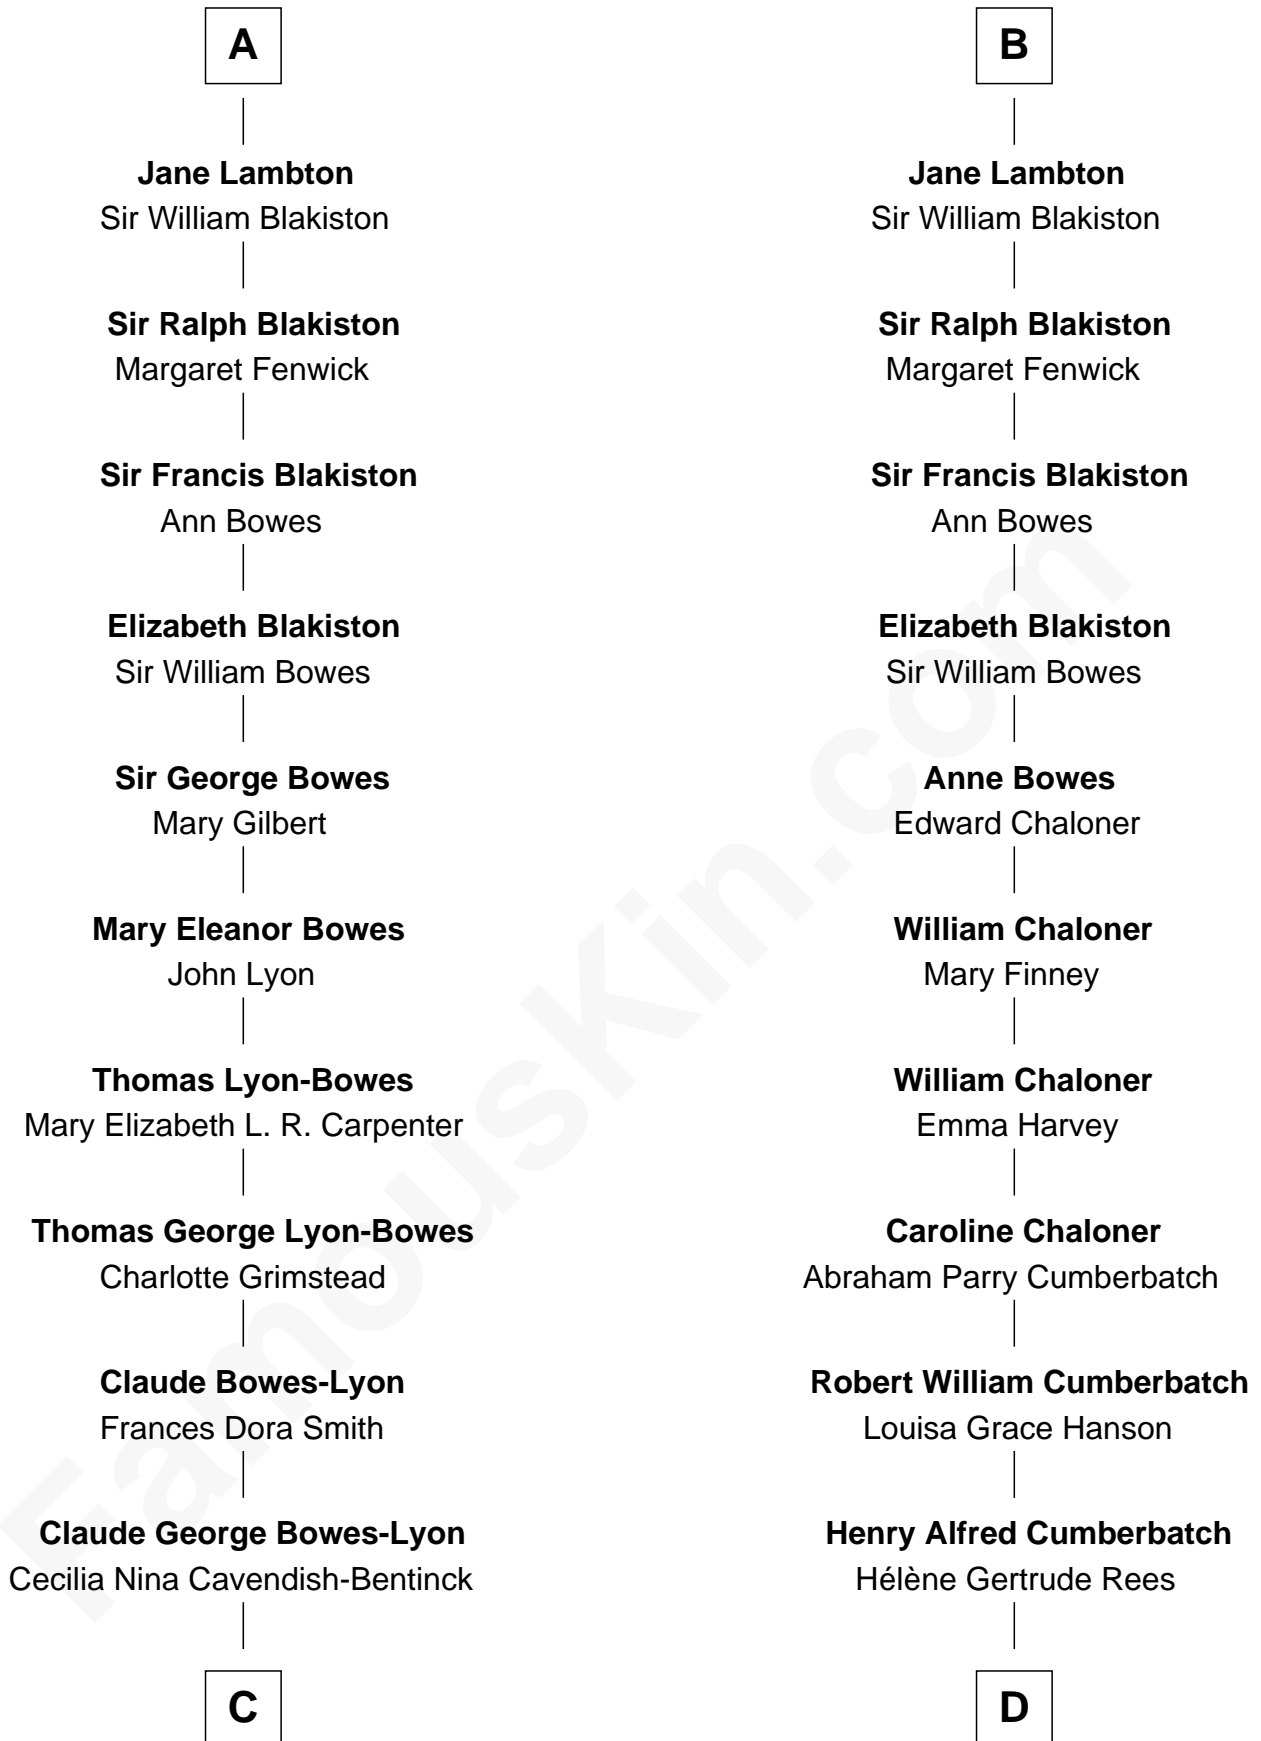 A
Jane Lambton
Sir William Blakiston
Sir Ralph Blakiston
Margaret Fenwick
Sir Francis Blakiston
Ann Bowes
Elizabeth Blakiston
Sir William Bowes
Sir George Bowes
Mary Gilbert
Mary Eleanor Bowes
John Lyon
Thomas Lyon-Bowes
Mary Elizabeth L. R. Carpenter
Thomas George Lyon-Bowes
Charlotte Grimstead
Claude Bowes-Lyon
Frances Dora Smith
Claude George Bowes-Lyon
Cecilia Nina Cavendish-Bentinck
C
B
Jane Lambton
Sir William Blakiston
Sir Ralph Blakiston
Margaret Fenwick
Sir Francis Blakiston
Ann Bowes
Elizabeth Blakiston
Sir William Bowes
Anne Bowes
Edward Chaloner
William Chaloner
Mary Finney
William Chaloner
Emma Harvey
Caroline Chaloner
Abraham Parry Cumberbatch
Robert William Cumberbatch
Louisa Grace Hanson
Henry Alfred Cumberbatch
Hélène Gertrude Rees
D
FamousKin.com